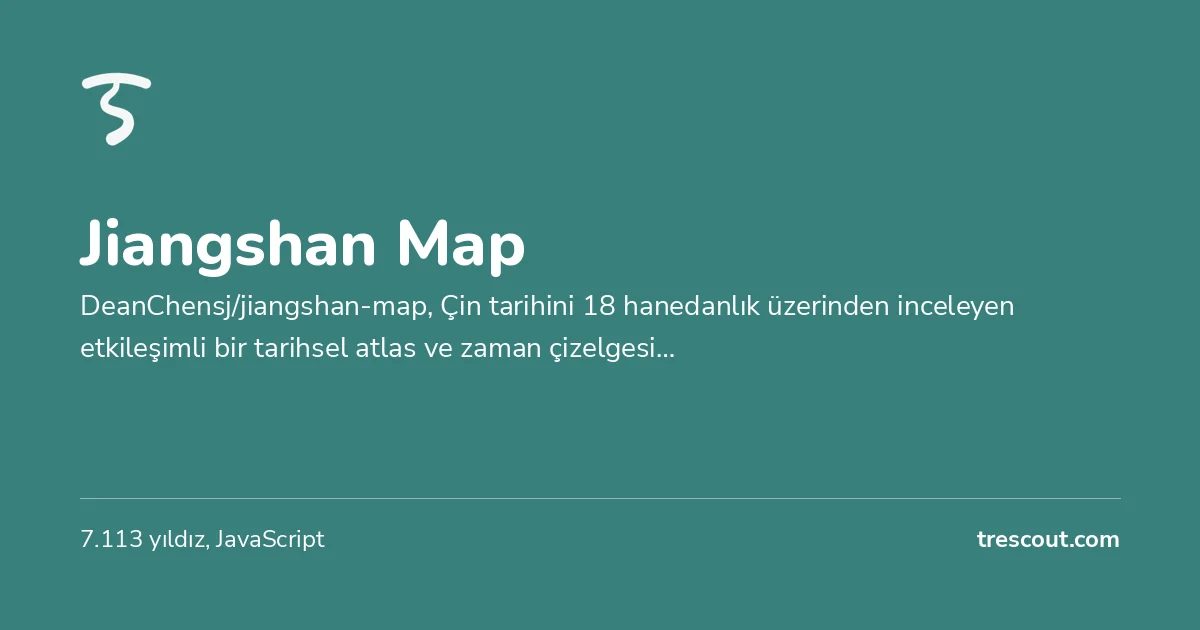 Jiangshan Map
DeanChensj/jiangshan-map, Çin tarihini 18 hanedanlık üzerinden inceleyen
etkileşimli bir tarihsel atlas ve zaman çizelgesi...
7.113 yıldız, JavaScript
trescout.com